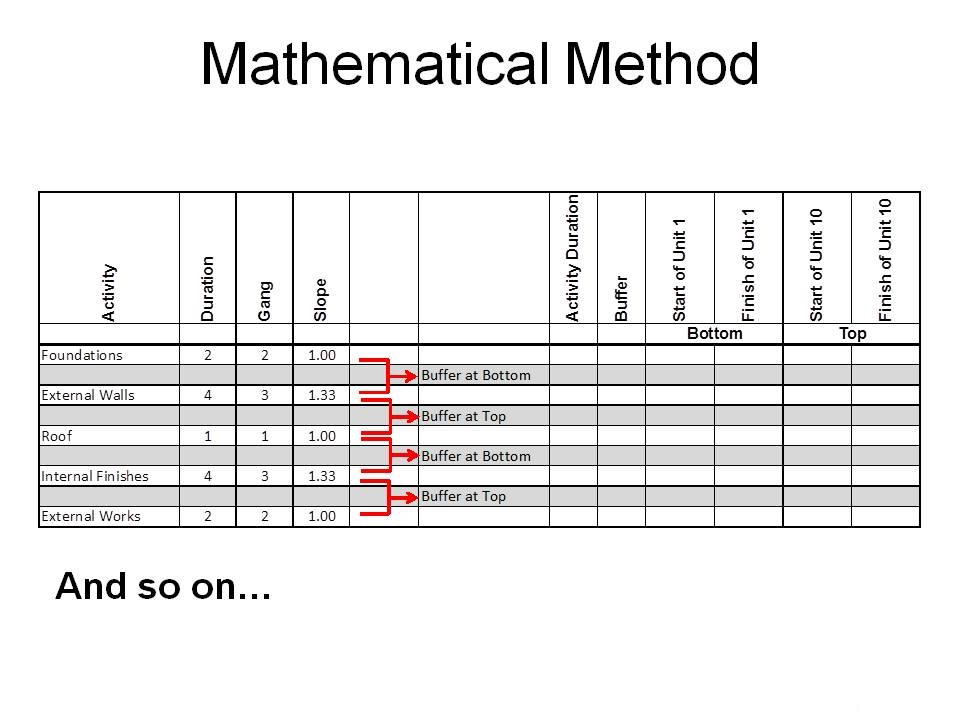 Mathematical Method
Activity Duration Gang Slope Activity Duration Buffer Start of Unit 1 Finish of Unit 1 Start of Unit 10 Finish of Unit 10
Bottom Top
Foundations 2 2 1.00
Buffer at Bottom
External Walls 4 3 1.33
Buffer at Top
Roof 1 1 1.00
Buffer at Bottom
Internal Finishes 4 3 1.33
Buffer at Top
External Works 2 2 1.00
And so on...